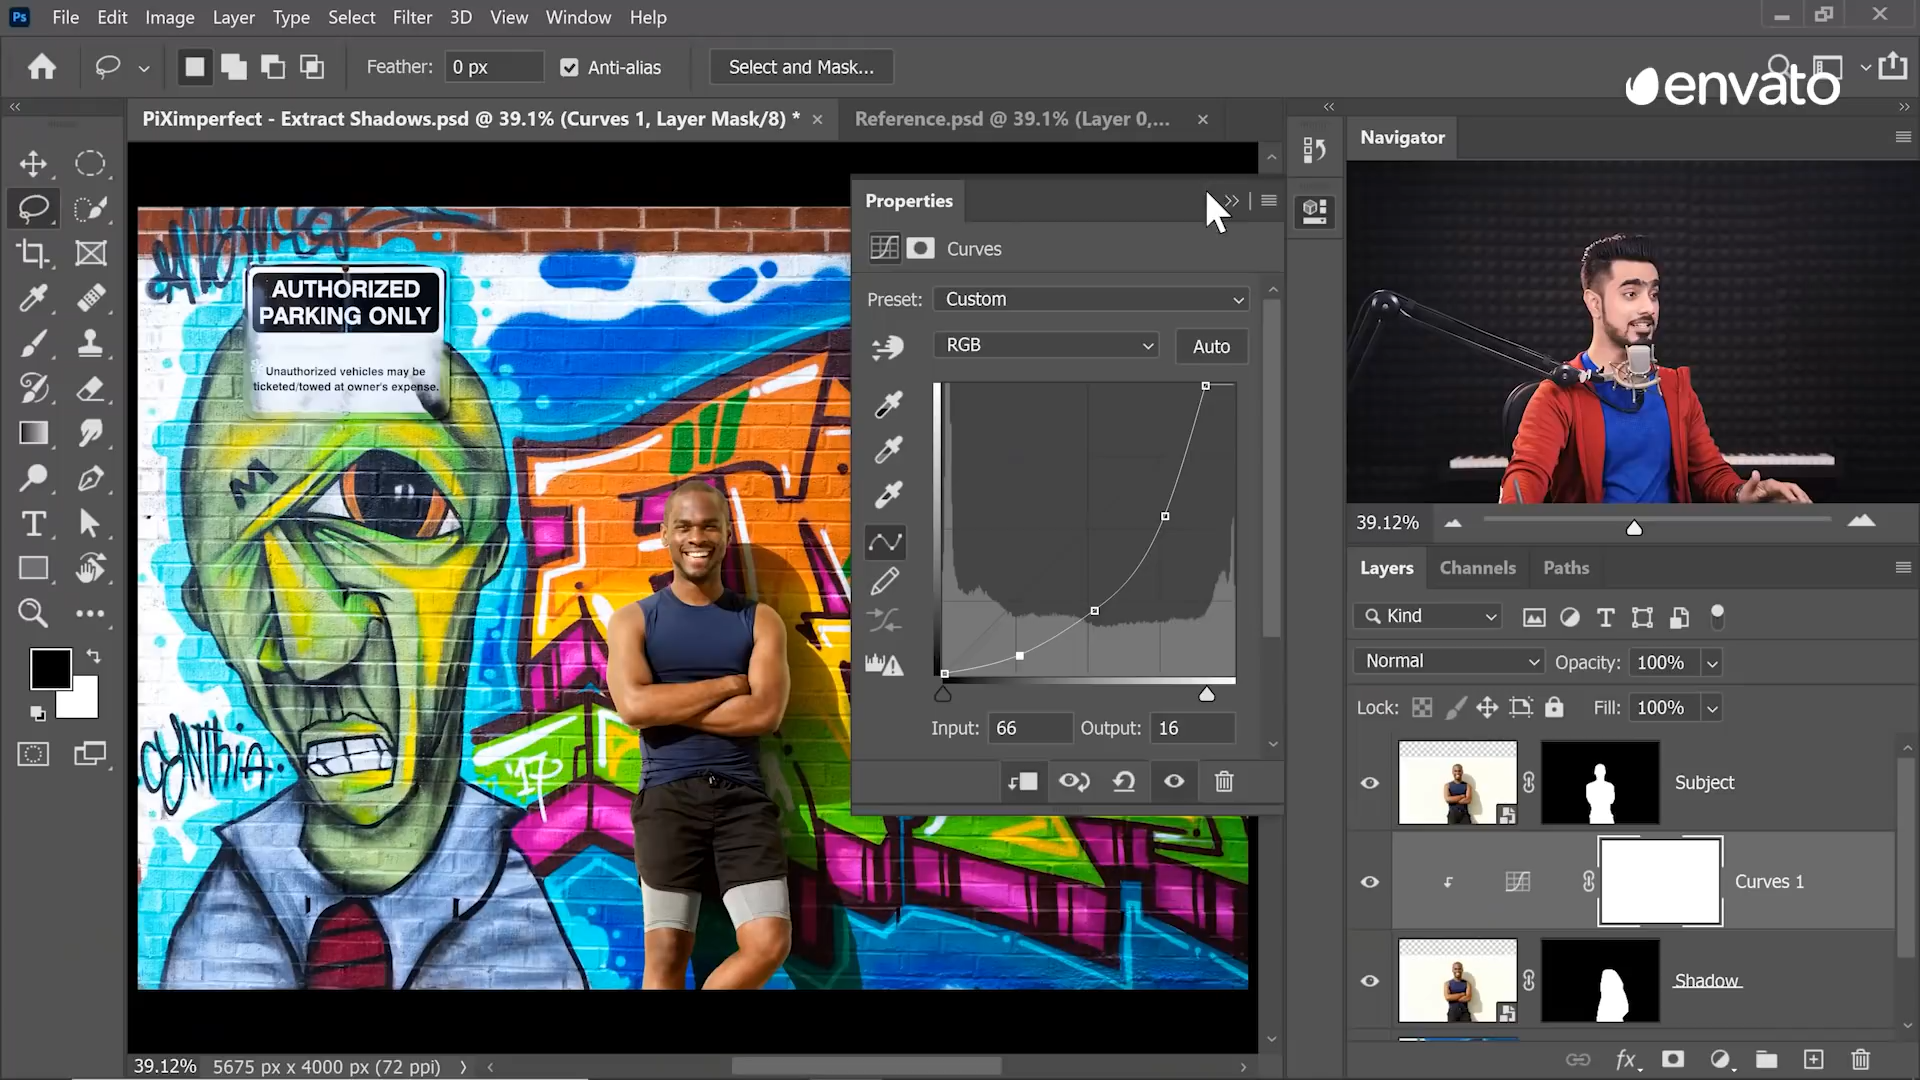 Ps File Edit Image Layer Type Select Filter 3D View Window Help
Feather: 0 px Anti-alias Select and Mask...
envato
PiXimperfect - Extract Shadows.psd @ 39.1% (Curves 1, Layer Mask/8) *
Reference.psd @ 39.1% (Layer 0,...
Navigator
Properties
Curves
Preset: Custom
RGB Auto
Input: 66 Output: 16
AUTHORIZED
PARKING ONLY
Unauthorized vehicles may be
ticketed/towed at owner's expense.
CYNthiA
'17
39.12%
Layers Channels Paths
Kind
Normal Opacity: 100%
Lock: Fill: 100%
Subject
Curves 1
Shadow
fx
39.12% 5675 px x 4000 px (72 ppi)